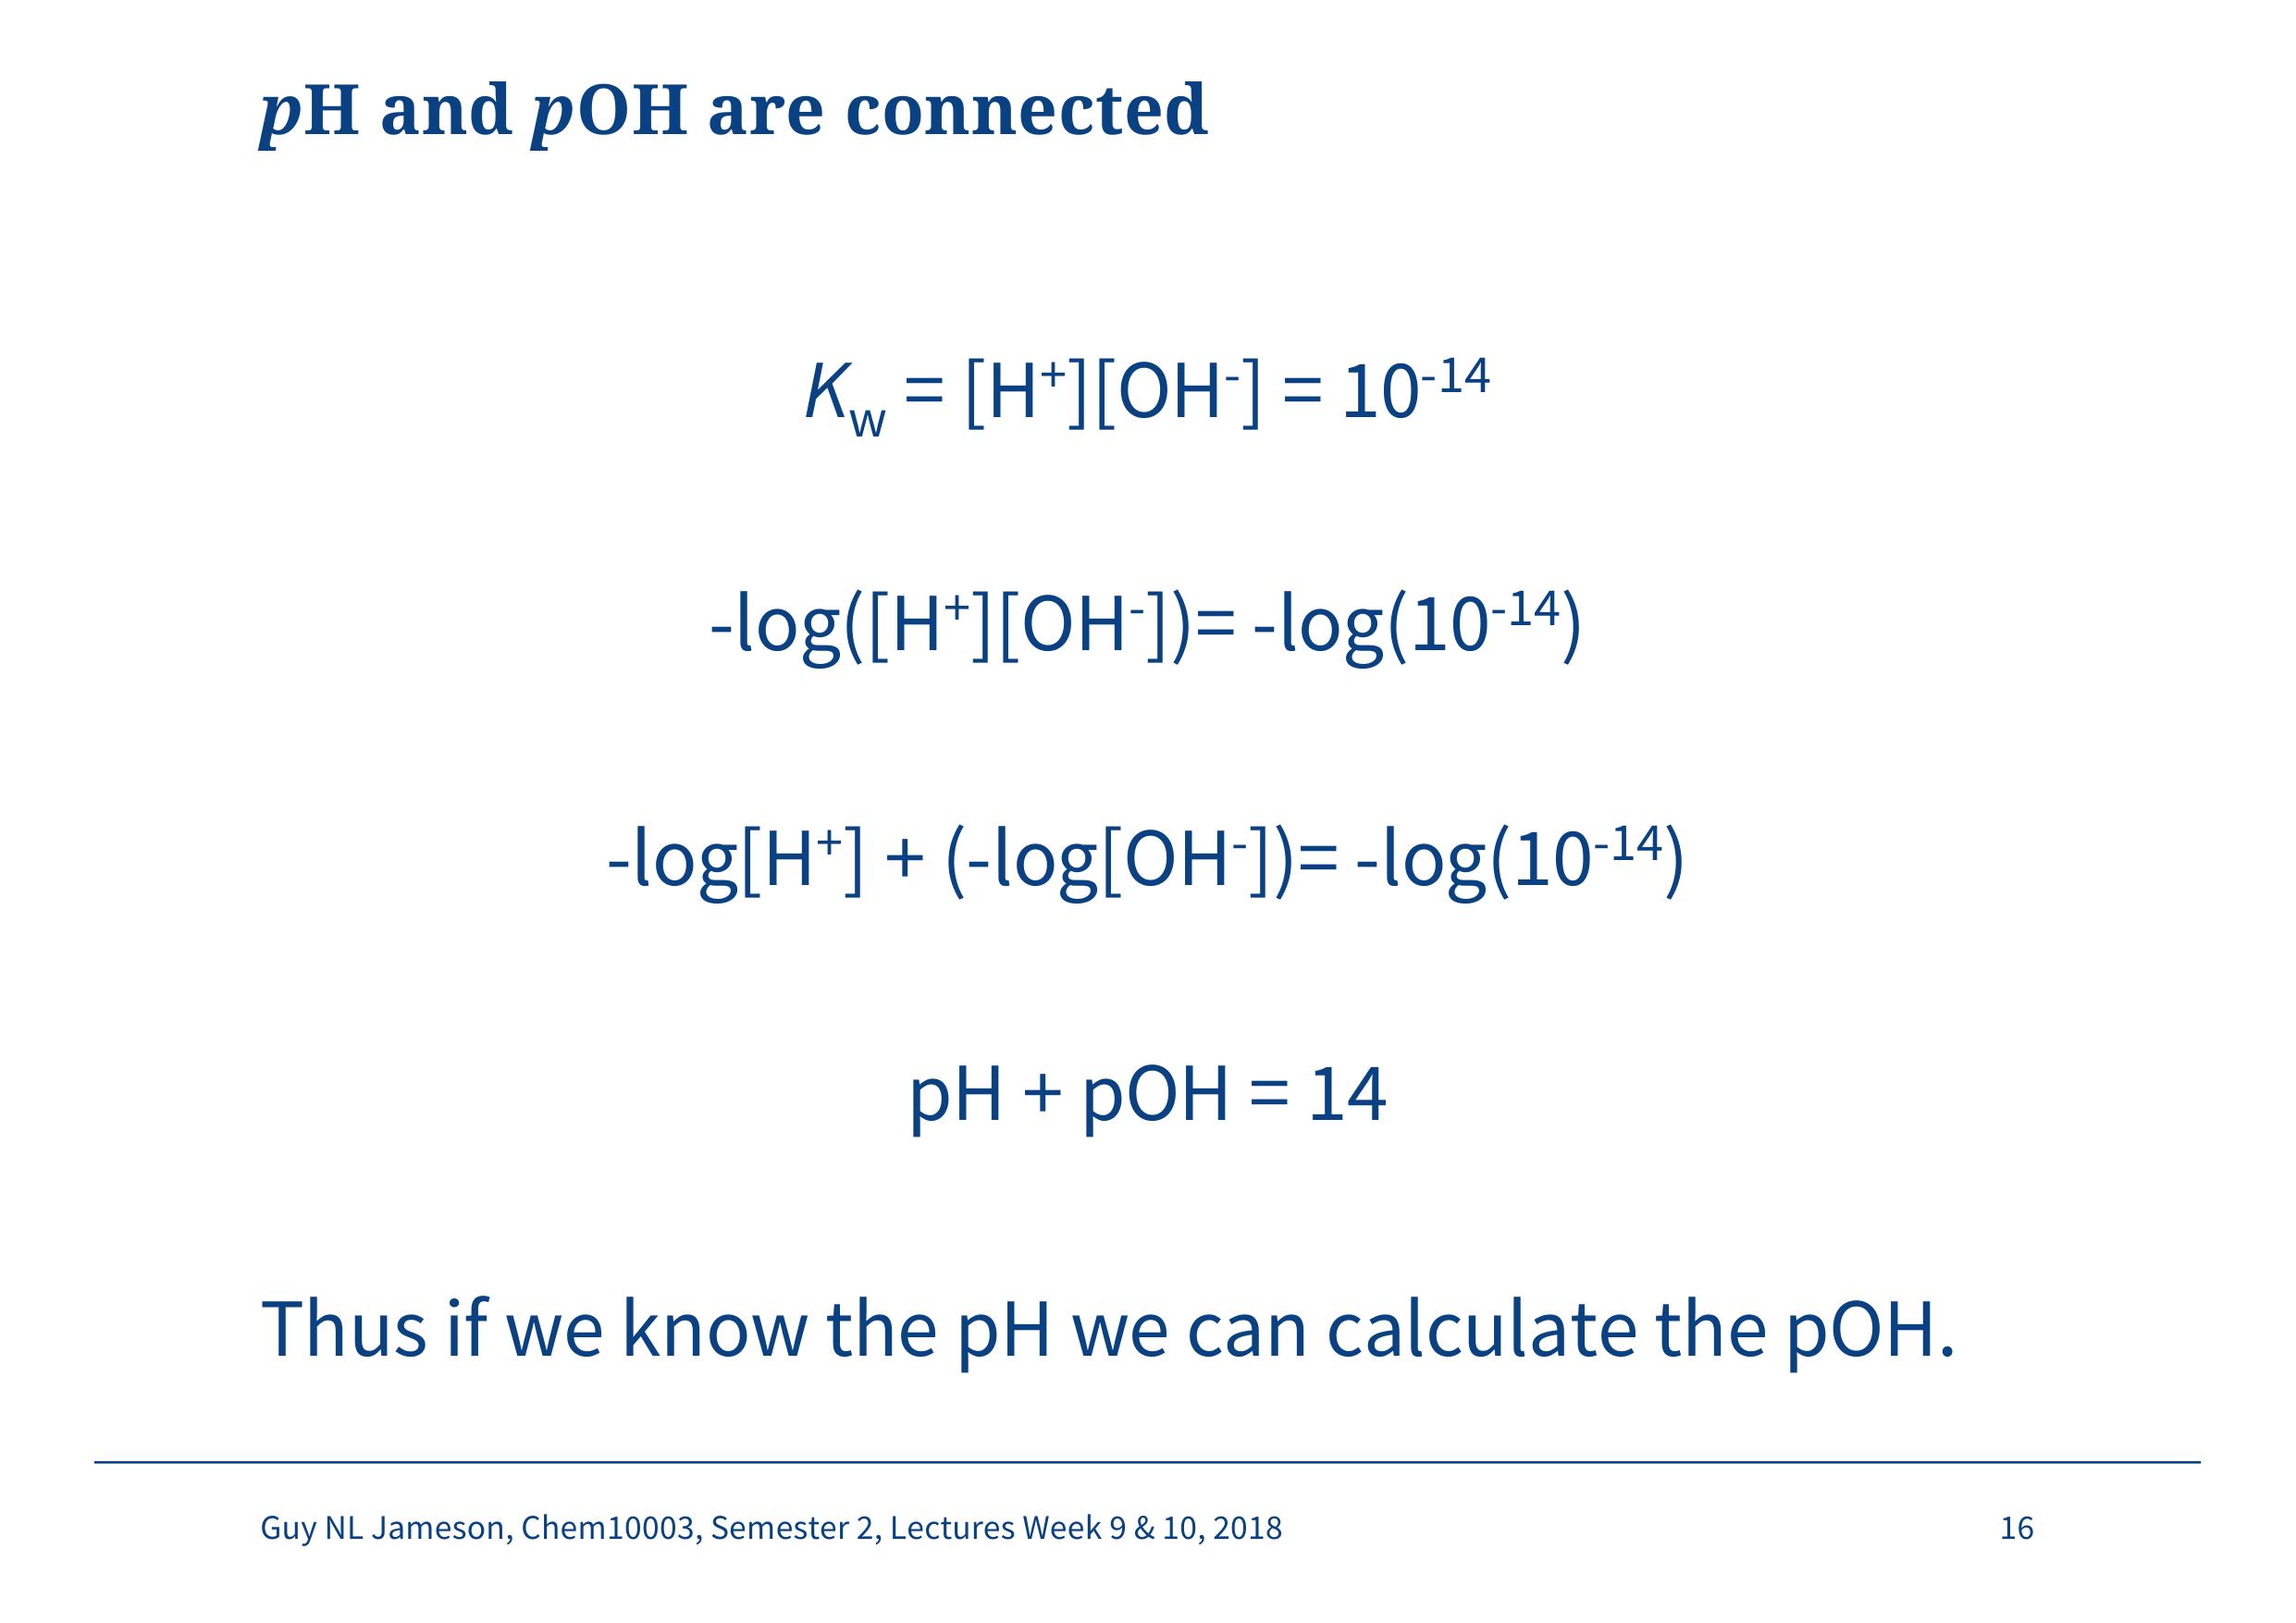 pH and pOH are connected
K_w = [H⁺][OH⁻] = 10⁻¹⁴
-log([H⁺][OH⁻])= -log(10⁻¹⁴)
-log[H⁺] + (-log[OH⁻])= -log(10⁻¹⁴)
pH + pOH = 14
Thus if we know the pH we can calculate the pOH.
Guy NL Jameson, Chem10003, Semester 2, Lectures Week 9 & 10, 2018 16